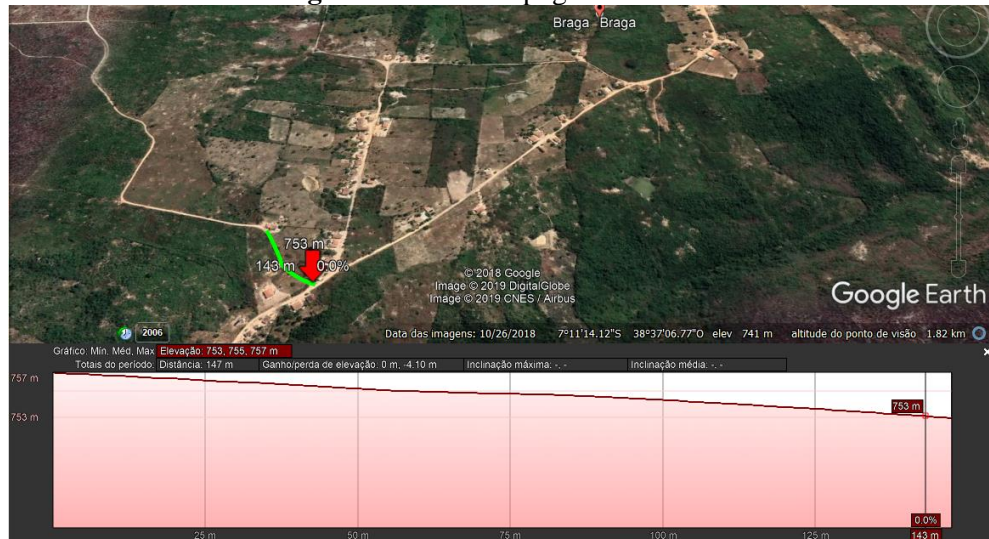 Braga Braga
753 m
143 m 0.0%
© 2018 Google
Image © 2019 DigitalGlobe
Image © 2019 CNES / Airbus
Google Earth
2006
Data das imagens: 10/26/2018 7°11'14.12"S 38°37'06.77"O elev 741 m altitude do ponto de visão 1.82 km
Gráfico: Mín. Méd, Max Elevação: 753, 755, 757 m
Totais do período: Distância: 147 m Ganho/perda de elevação: 0 m, -4.10 m Inclinação máxima: -, - Inclinação média: -, -
757 m
753 m
753 m
0.0%
25 m 50 m 75 m 100 m 125 m 143 m